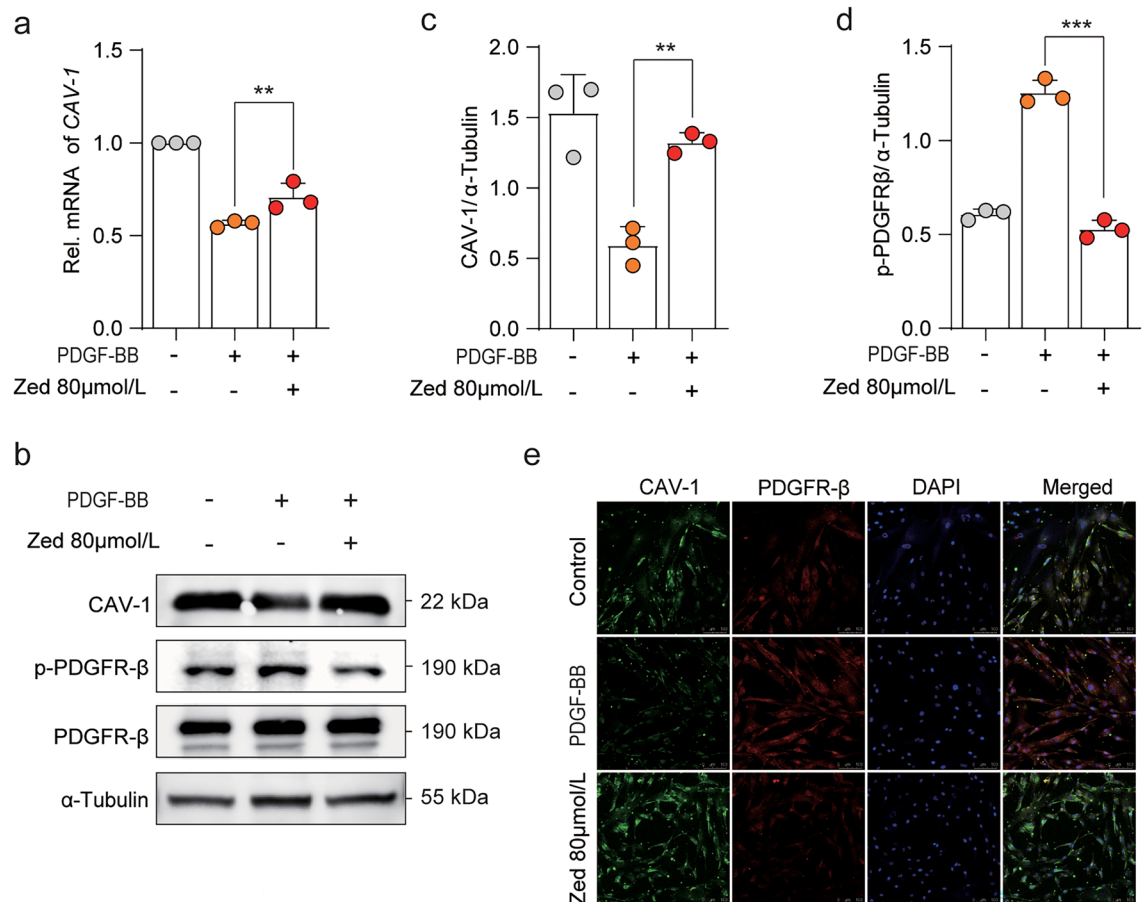 a
1.5
1.0
0.5
0.0
Rel. mRNA of CAV-1
**
PDGF-BB - + +
Zed 80μmol/L - - +
c
2.0
1.5
1.0
0.5
0.0
CAV-1/α-Tubulin
**
PDGF-BB - + +
Zed 80μmol/L - - +
d
1.5
1.0
0.5
0.0
p-PDGFRβ/α-Tubulin
***
PDGF-BB - + +
Zed 80μmol/L - - +
b
PDGF-BB - + +
Zed 80μmol/L - - +
CAV-1 22 kDa
p-PDGFR-β 190 kDa
PDGFR-β 190 kDa
α-Tubulin 55 kDa
e
CAV-1 PDGFR-β DAPI Merged
Control
PDGF-BB
Zed 80μmol/L